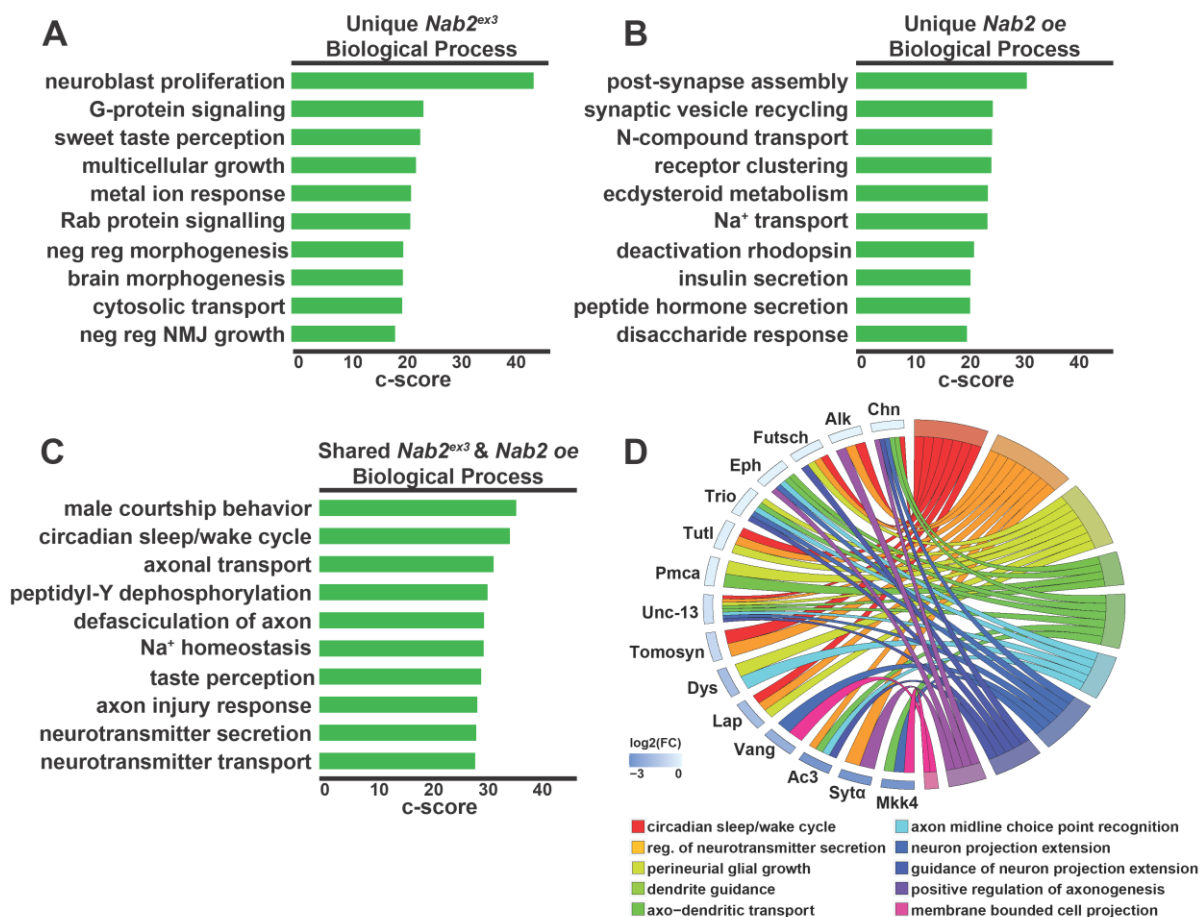 A
Unique Nab2ex3
Biological Process
neuroblast proliferation
G-protein signaling
sweet taste perception
multicellular growth
metal ion response
Rab protein signalling
neg reg morphogenesis
brain morphogenesis
cytosolic transport
neg reg NMJ growth
0 10 20 30 40
c-score
B
Unique Nab2 oe
Biological Process
post-synapse assembly
synaptic vesicle recycling
N-compound transport
receptor clustering
ecdysteroid metabolism
Na+ transport
deactivation rhodopsin
insulin secretion
peptide hormone secretion
disaccharide response
0 10 20 30 40
c-score
C
Shared Nab2ex3 & Nab2 oe
Biological Process
male courtship behavior
circadian sleep/wake cycle
axonal transport
peptidyl-Y dephosphorylation
defasciculation of axon
Na+ homeostasis
taste perception
axon injury response
neurotransmitter secretion
neurotransmitter transport
0 10 20 30 40
c-score
D
Chn
Alk
Futsch
Eph
Trio
Tutl
Pmca
Unc-13
Tomosyn
Dys
Lap
Vang
Ac3
Sytα
Mkk4
log2(FC)
−3 0
circadian sleep/wake cycle
reg. of neurotransmitter secretion
perineurial glial growth
dendrite guidance
axo−dendritic transport
axon midline choice point recognition
neuron projection extension
guidance of neuron projection extension
positive regulation of axonogenesis
membrane bounded cell projection